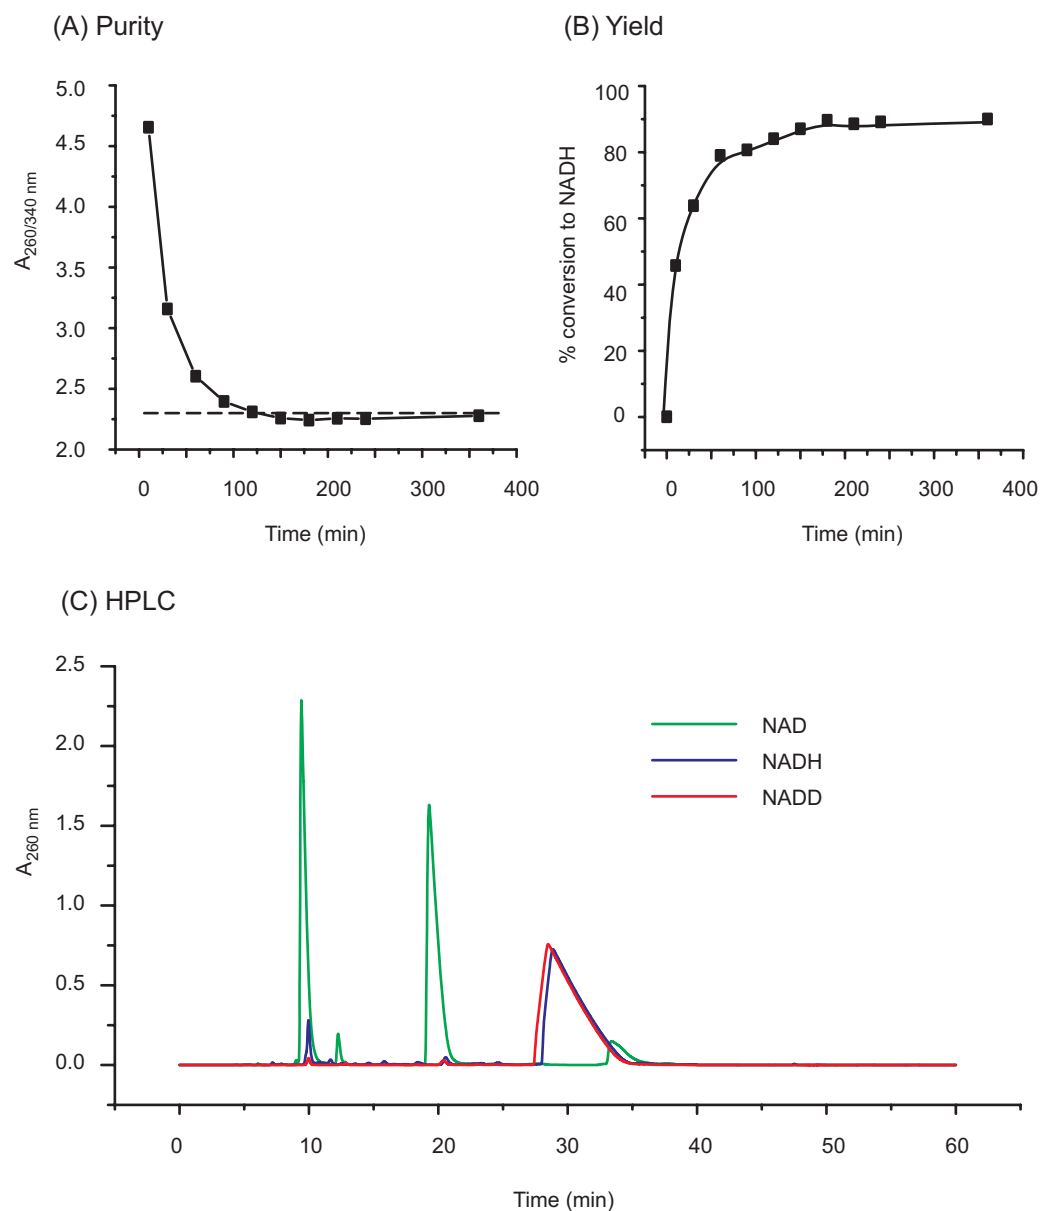 (A) Purity
5.0
4.5
4.0
3.5
3.0
2.5
2.0
A260/340 nm
0 100 200 300 400
Time (min)
(B) Yield
100
80
60
40
20
0
% conversion to NADH
0 100 200 300 400
Time (min)
(C) HPLC
2.5
2.0
1.5
1.0
0.5
0.0
A260 nm
NAD
NADH
NADD
0 10 20 30 40 50 60
Time (min)